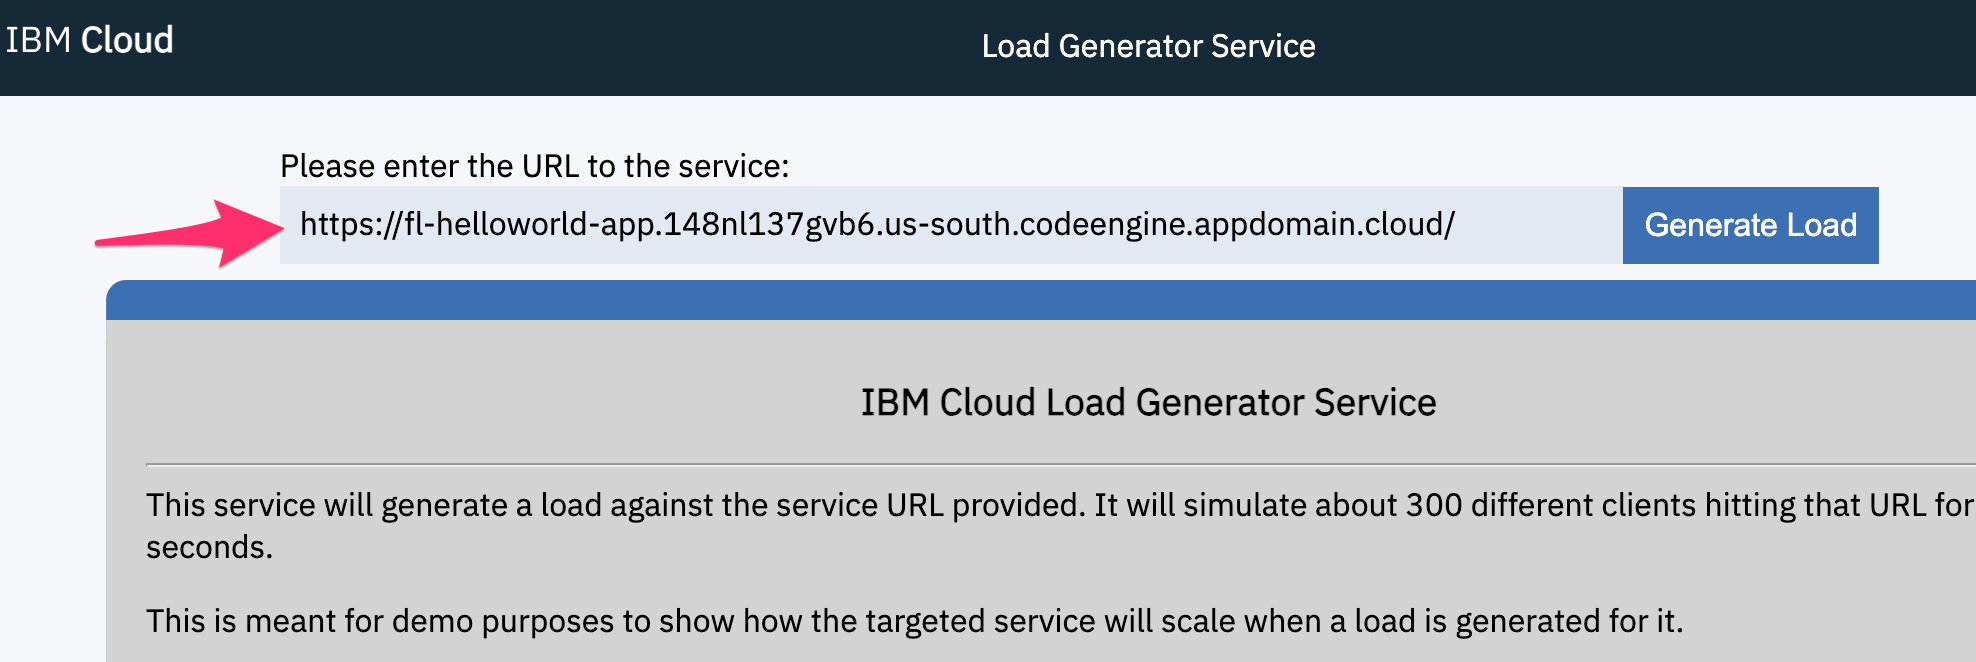 IBM Cloud
Load Generator Service
Please enter the URL to the service:
https://fl-helloworld-app.148nl137gvb6.us-south.codeengine.appdomain.cloud/
Generate Load
IBM Cloud Load Generator Service
This service will generate a load against the service URL provided. It will simulate about 300 different clients hitting that URL for
seconds.
This is meant for demo purposes to show how the targeted service will scale when a load is generated for it.